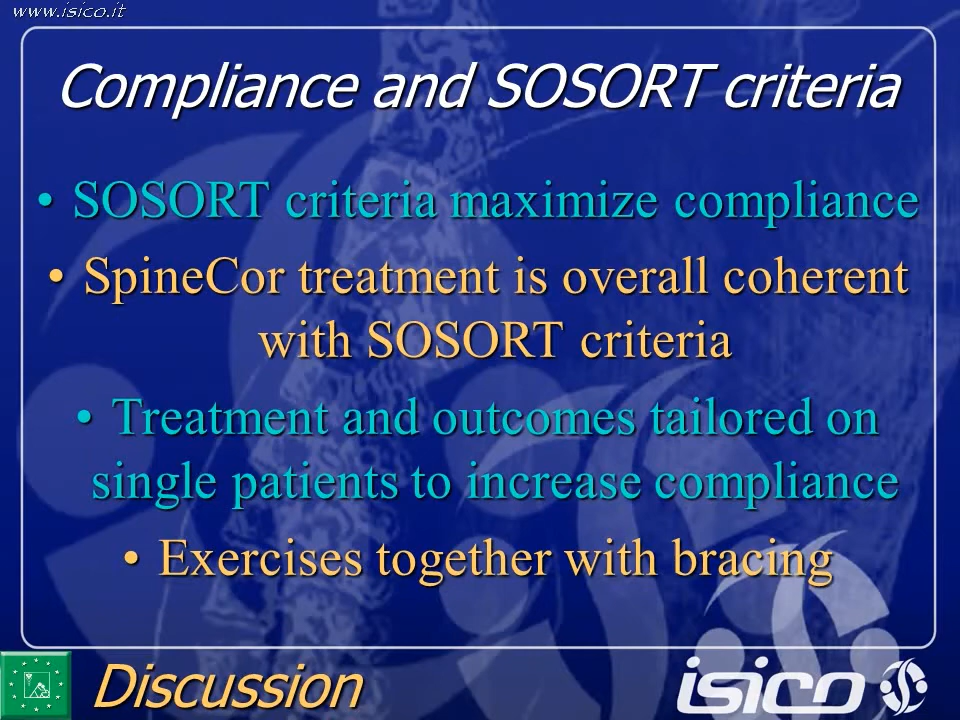 www.isico.it
Compliance and SOSORT criteria
• SOSORT criteria maximize compliance
• SpineCor treatment is overall coherent
with SOSORT criteria
• Treatment and outcomes tailored on
single patients to increase compliance
• Exercises together with bracing
Discussion
isico